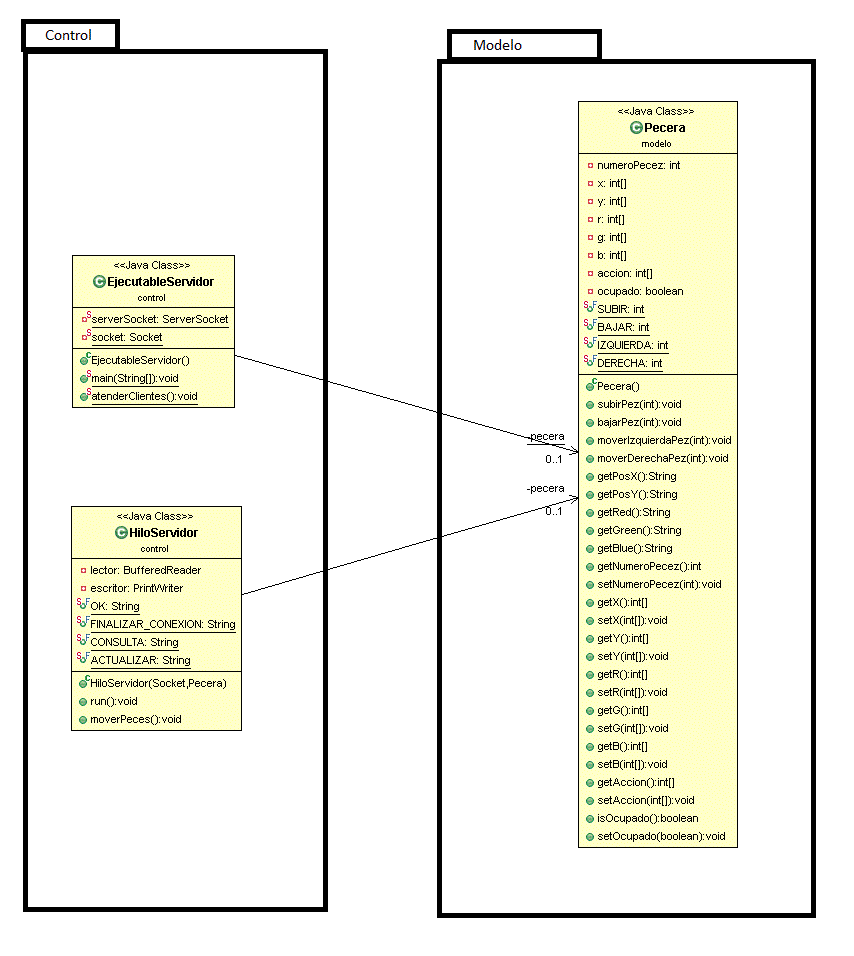 Control
<<Java Class>>
EjecutableServidor
control
serverSocket: ServerSocket
socket: Socket
EjecutableServidor()
main(String[]):void
atenderClientes():void
<<Java Class>>
HiloServidor
control
lector: BufferedReader
escritor: PrintWriter
OK: String
FINALIZAR_CONEXION: String
CONSULTA: String
ACTUALIZAR: String
HiloServidor(Socket,Pecera)
run():void
moverPeces():void
-pecera
0..1
-pecera
0..1
Modelo
<<Java Class>>
Pecera
modelo
numeroPecez: int
x: int[]
y: int[]
r: int[]
g: int[]
b: int[]
accion: int[]
ocupado: boolean
SUBIR: int
BAJAR: int
IZQUIERDA: int
DERECHA: int
Pecera()
subirPez(int):void
bajarPez(int):void
moverIzquierdaPez(int):void
moverDerechaPez(int):void
getPosX():String
getPosY():String
getRed():String
getGreen():String
getBlue():String
getNumeroPecez():int
setNumeroPecez(int):void
getX():int[]
setX(int[]):void
getY():int[]
setY(int[]):void
getR():int[]
setR(int[]):void
getG():int[]
setG(int[]):void
getB():int[]
setB(int[]):void
getAccion():int[]
setAccion(int[]):void
isOcupado():boolean
setOcupado(boolean):void